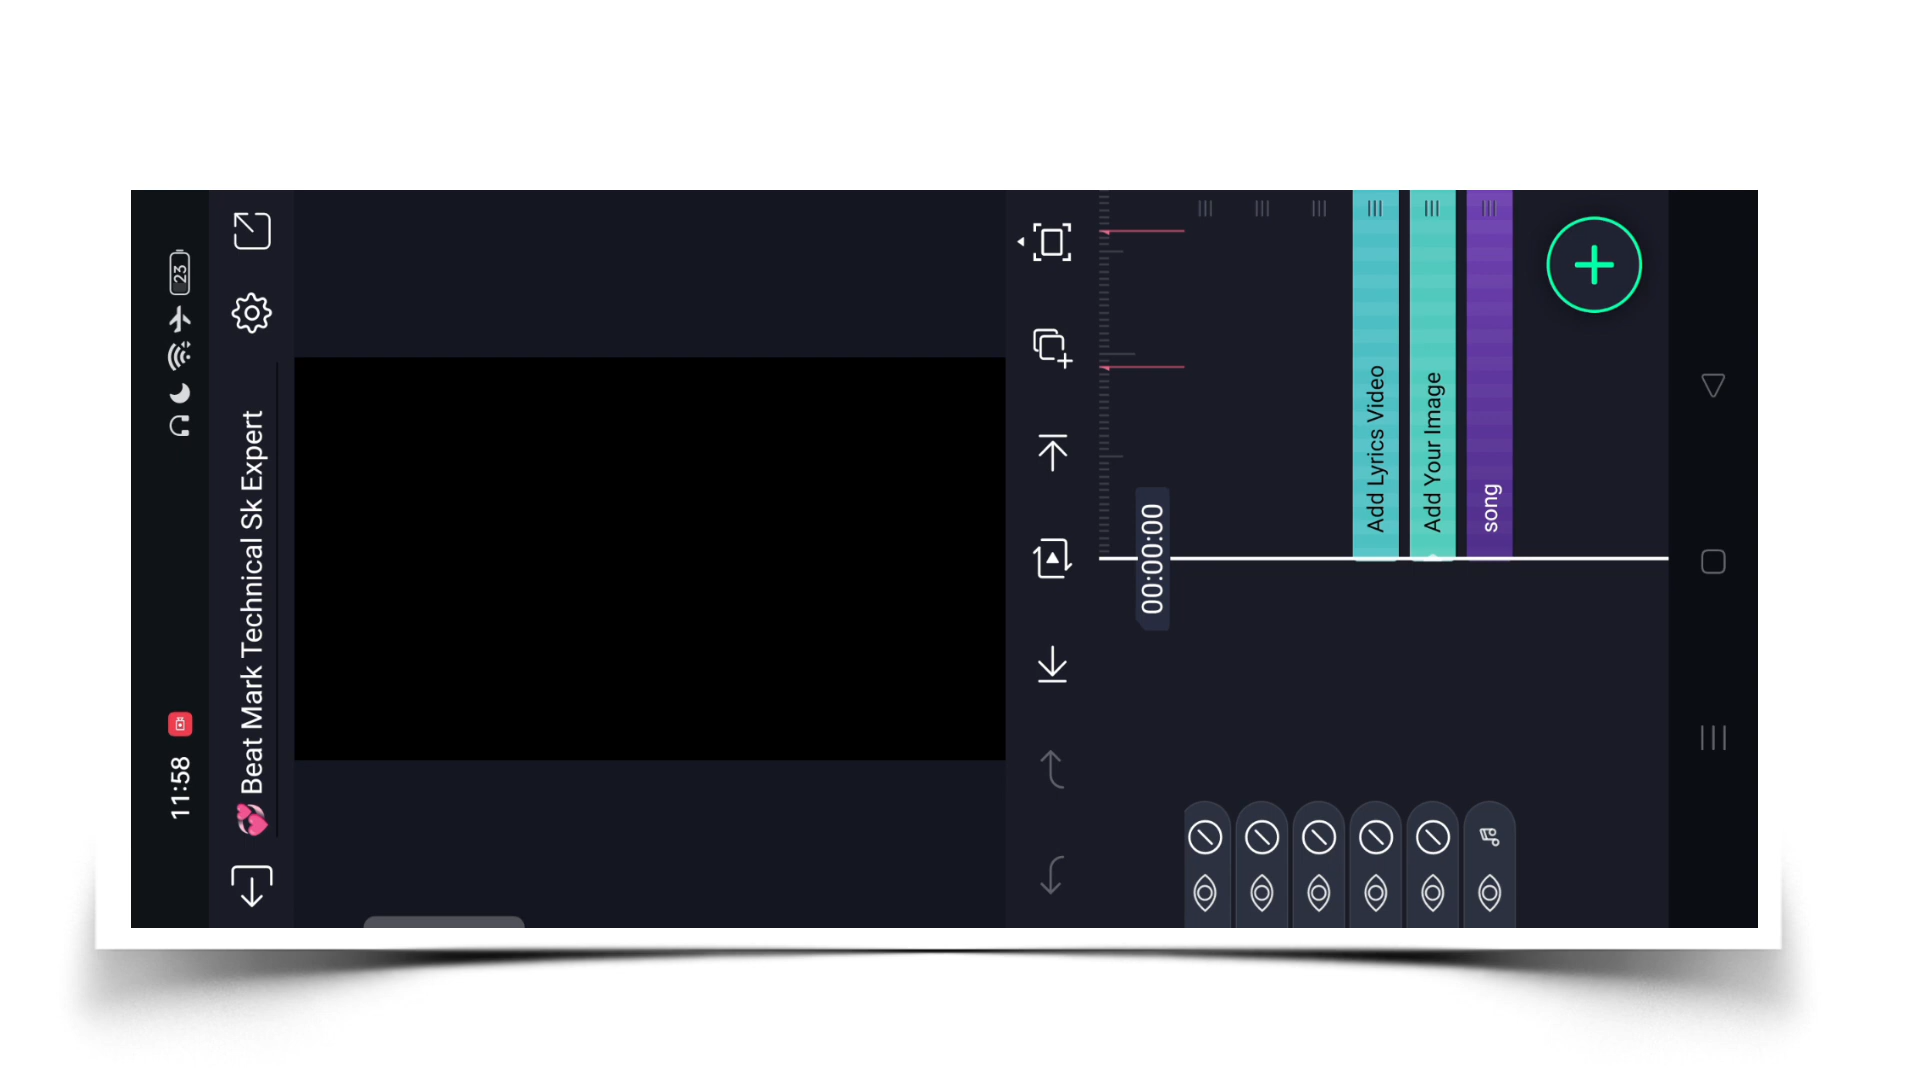 11:58
23
💞 Beat Mark Technical Sk Expert
00:00:00
Add Lyrics Video
Add Your Image
song